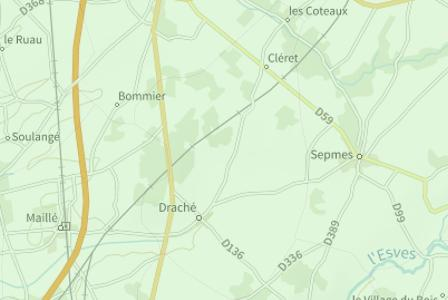 D368
les Coteaux
le Ruau
Cléret
Bommier
D59
Soulangé
Sepmes
Draché
Maillé
D99
D389
D136
D336
l'Esves
le Village du Bois